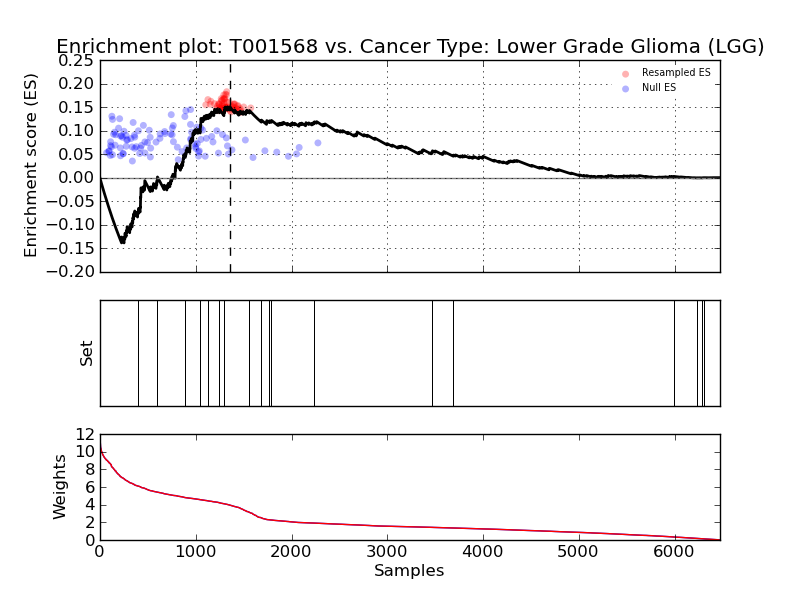 Enrichment plot: T001568 vs. Cancer Type: Lower Grade Glioma (LGG)
Enrichment score (ES)
0.25
0.20
0.15
0.10
0.05
0.00
−0.05
−0.10
−0.15
−0.20
Resampled ES
Null ES
Set
Weights
12
10
8
6
4
2
0
0 1000 2000 3000 4000 5000 6000
Samples